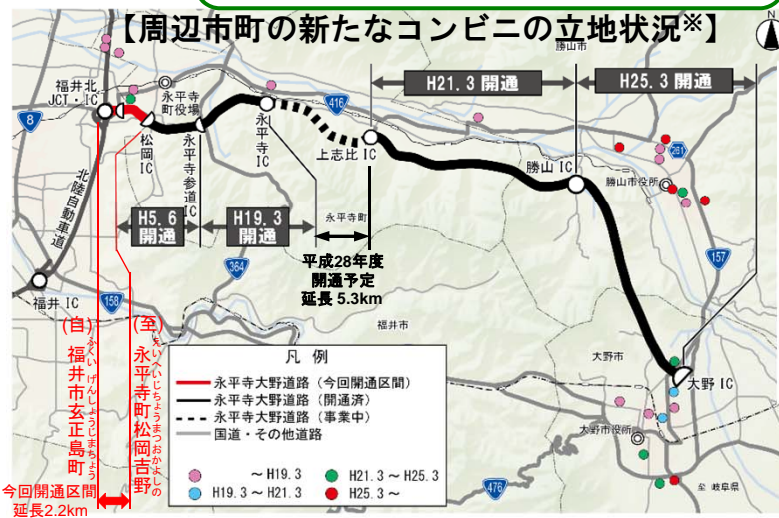 【周辺市町の新たなコンビニの立地状況※】
勝山市
N
福井北
JCT・IC
永平寺
町役場
H21.3 開通
H25.3 開通
416
8
松岡IC
永平寺参道IC
永平寺IC
上志比 IC
勝山 IC
261
勝山市役所
北陸自動車道
H5.6
開通
H19.3
開通
永平寺町
157
平成28年度
開通予定
延長 5.3km
364
福井 IC
158
福井市
(自)福井市玄正島町
ふくい げんしょうじまちょう
(至)永平寺町松岡吉野
えいへいじちょうまつおかよしの
今回開通区間
延長2.2km
凡 例
永平寺大野道路（今回開通区間）
永平寺大野道路（開通済）
永平寺大野道路（事業中）
国道・その他道路
～H19.3
H21.3～H25.3
H19.3～H21.3
H25.3～
大野市
大野 IC
大野市役所
476
至 岐阜県